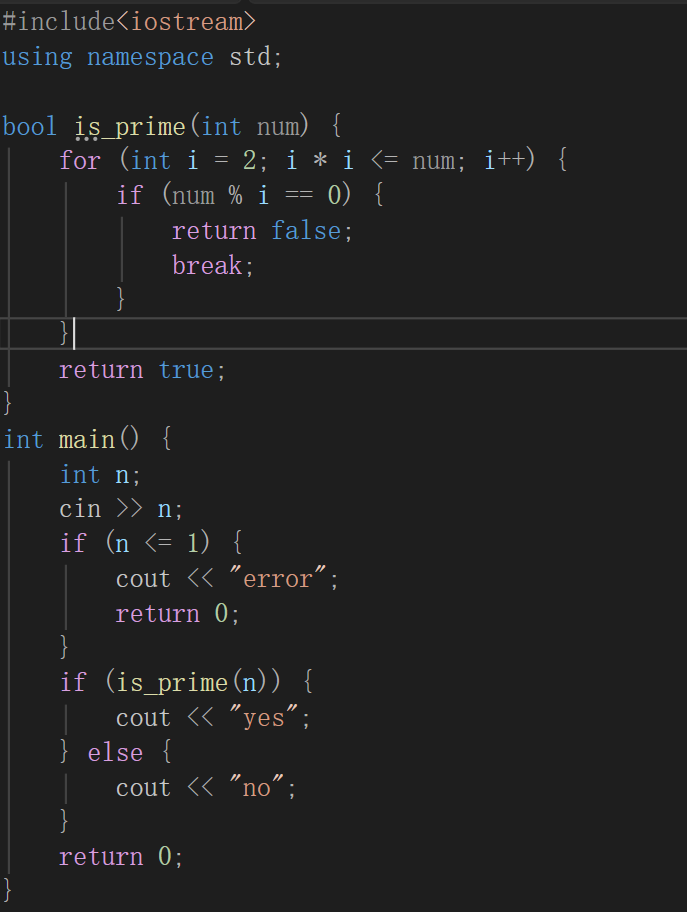 #include<iostream>
using namespace std;

bool is_prime(int num) {
    for (int i = 2; i * i <= num; i++) {
        if (num % i == 0) {
            return false;
            break;
        }
    }
    return true;
}
int main() {
    int n;
    cin >> n;
    if (n <= 1) {
        cout << "error";
        return 0;
    }
    if (is_prime(n)) {
        cout << "yes";
    } else {
        cout << "no";
    }
    return 0;
}